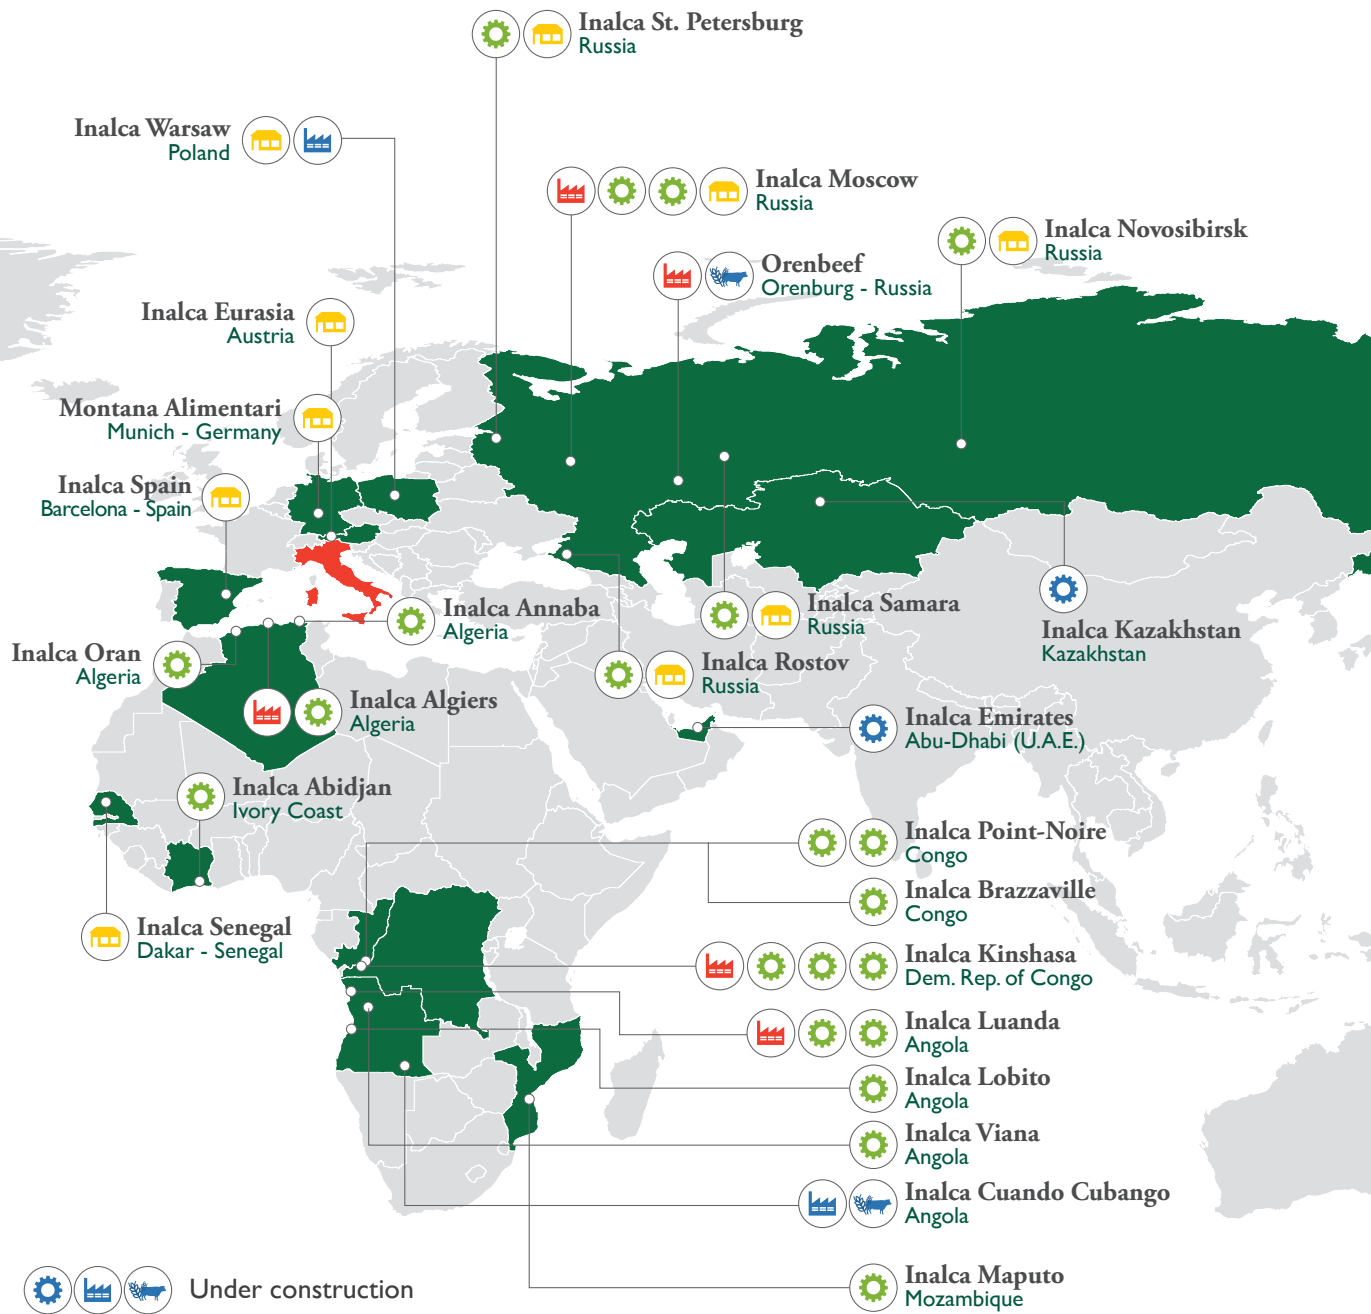 Inalca St. Petersburg
Russia
Inalca Warsaw
Poland
Inalca Moscow
Russia
Inalca Novosibirsk
Russia
Orenbeef
Orenburg - Russia
Inalca Eurasia
Austria
Montana Alimentari
Munich - Germany
Inalca Spain
Barcelona - Spain
Inalca Annaba
Algeria
Inalca Samara
Russia
Inalca Kazakhstan
Kazakhstan
Inalca Oran
Algeria
Inalca Rostov
Russia
Inalca Algiers
Algeria
Inalca Emirates
Abu-Dhabi (U.A.E.)
Inalca Abidjan
Ivory Coast
Inalca Point-Noire
Congo
Inalca Brazzaville
Congo
Inalca Senegal
Dakar - Senegal
Inalca Kinshasa
Dem. Rep. of Congo
Inalca Luanda
Angola
Inalca Lobito
Angola
Inalca Viana
Angola
Inalca Cuando Cubango
Angola
Inalca Maputo
Mozambique
Under construction